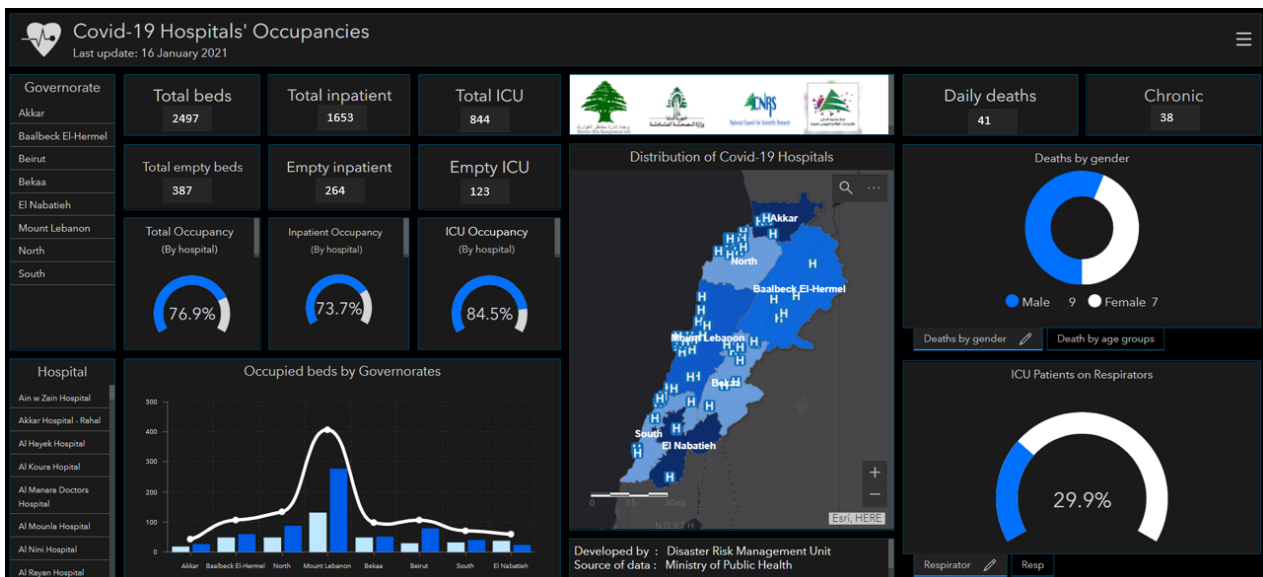 Covid-19 Hospitals' Occupancies
Last update: 16 January 2021
Governorate
Akkar
Baalbeck El-Hermel
Beirut
Bekaa
El Nabatieh
Mount Lebanon
North
South
Total beds
2497
Total inpatient
1653
Total ICU
844
Total empty beds
387
Empty inpatient
264
Empty ICU
123
Total Occupancy
(By hospital)
76.9%
Inpatient Occupancy
(By hospital)
73.7%
ICU Occupancy
(By hospital)
84.5%
Hospital
Ain w Zain Hospital
Akkar Hospital - Rahal
Al Hayek Hospital
Al Koura Hopital
Al Manara Doctors
Hospital
Al Mounla Hospital
Al Nini Hospital
Al Rayan Hospital
Occupied beds by Governorates
500
400
300
200
100
0
Akkar Baalbeck El-Hermel North Mount Lebanon Bekaa Beirut South El Nabatieh
CNRS
National Council for Scientific Research
Distribution of Covid-19 Hospitals
Akkar
North
Baalbeck El-Hermel
Mount Lebanon
Bekaa
South
El Nabatieh
0 15 30mi
NORTH
Esri, HERE
Developed by : Disaster Risk Management Unit
Source of data : Ministry of Public Health
Daily deaths
41
Chronic
38
Deaths by gender
Male 9 Female 7
Deaths by gender
Death by age groups
ICU Patients on Respirators
29.9%
Respirator
Resp